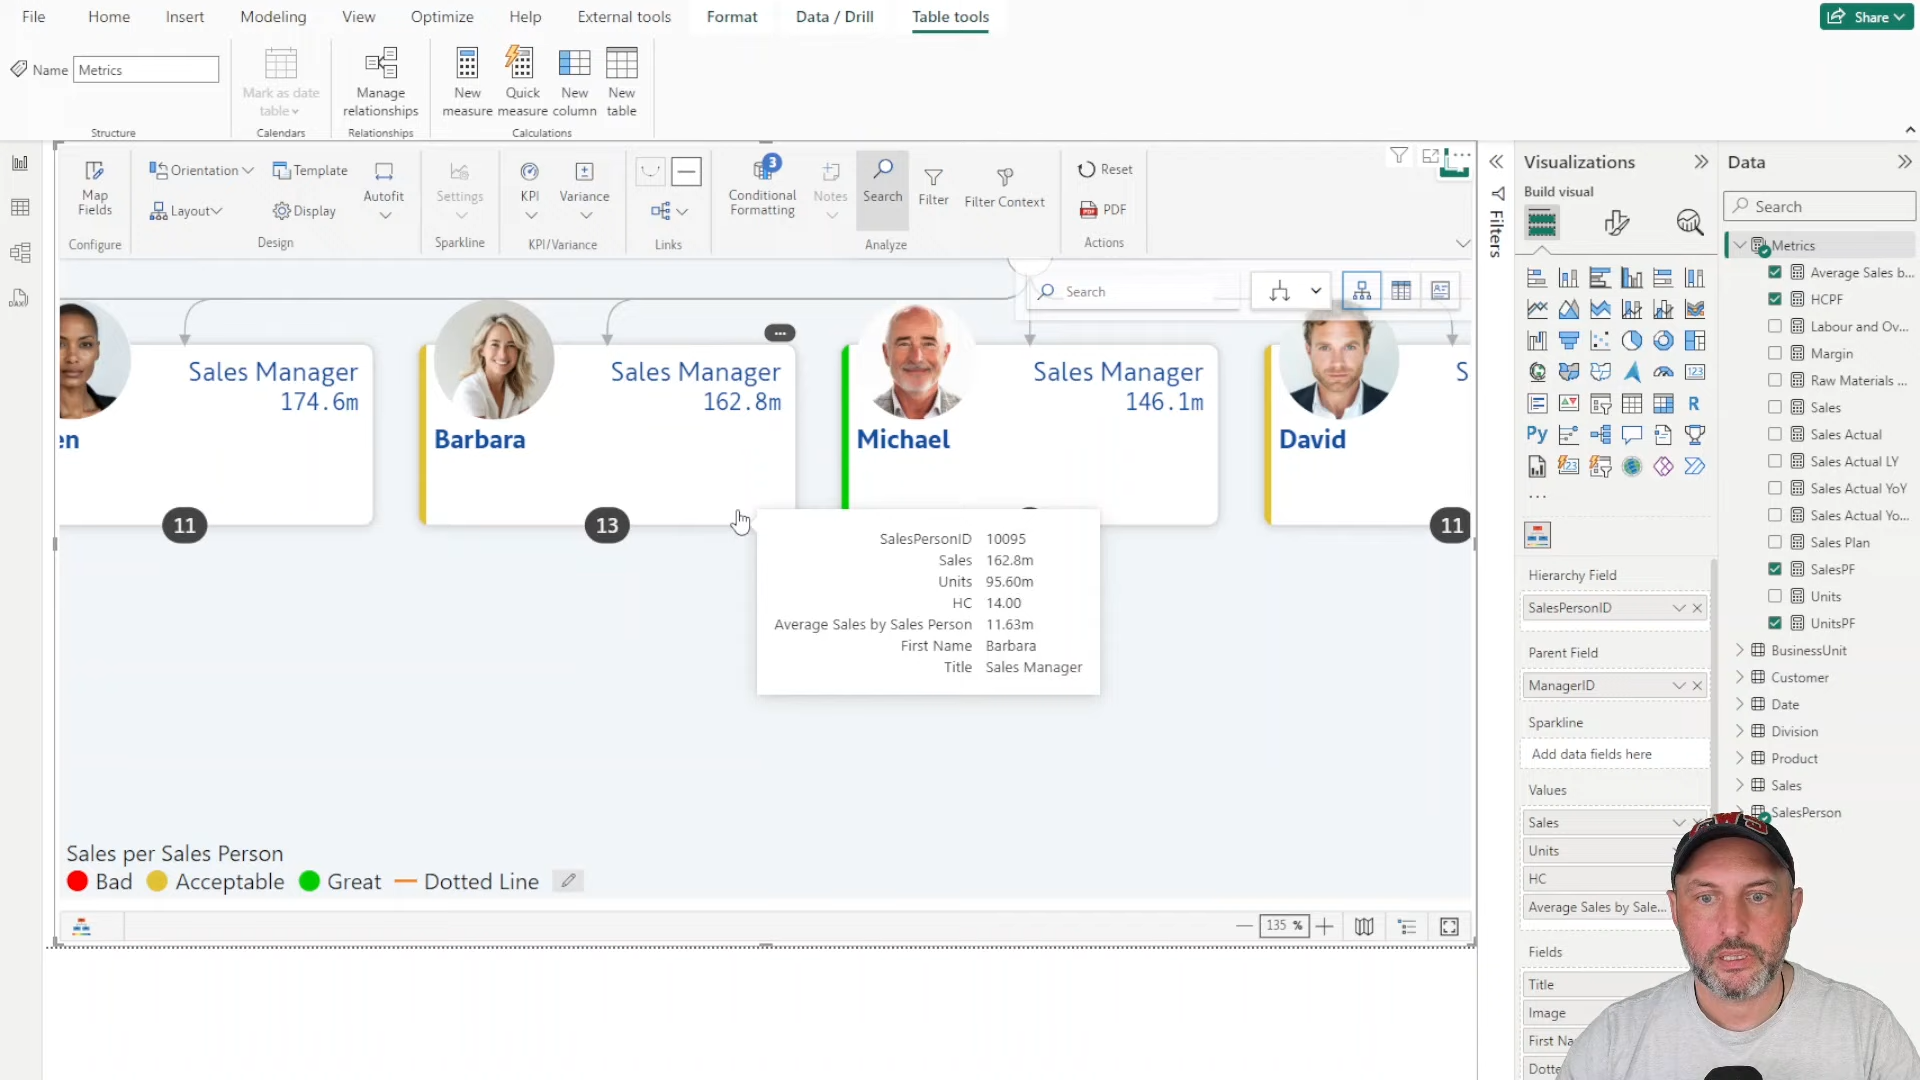 File Home Insert Modeling View Optimize Help External tools Format Data / Drill Table tools
Share
Name Metrics
Mark as date table
Manage relationships
New measure
Quick measure
New column
New table
Structure Calendars Relationships Calculations
Map Fields
Orientation
Layout
Template
Display
Autofit
Settings
KPI
Variance
3
Conditional Formatting
Notes
Search
Filter
Filter Context
Reset
PDF
Configure Design Sparkline KPI/Variance Links Analyze Actions
Search
Sales Manager
174.6m
en
11
Sales Manager
162.8m
Barbara
13
Sales Manager
146.1m
Michael
S
David
11
SalesPersonID 10095
Sales 162.8m
Units 95.60m
HC 14.00
Average Sales by Sales Person 11.63m
First Name Barbara
Title Sales Manager
Sales per Sales Person
Bad Acceptable Great Dotted Line
135 %
Filters
Visualizations
Build visual
123
R
Py
123
...
Hierarchy Field
SalesPersonID
Parent Field
ManagerID
Sparkline
Add data fields here
Values
Sales
Units
HC
Average Sales by Sale...
Fields
Title
Image
First Na
Dotte
Data
Search
Metrics
Average Sales b...
HCPF
Labour and Ov...
Margin
Raw Materials ...
Sales
Sales Actual
Sales Actual LY
Sales Actual YoY
Sales Actual Yo...
Sales Plan
SalesPF
Units
UnitsPF
BusinessUnit
Customer
Date
Division
Product
Sales
SalesPerson